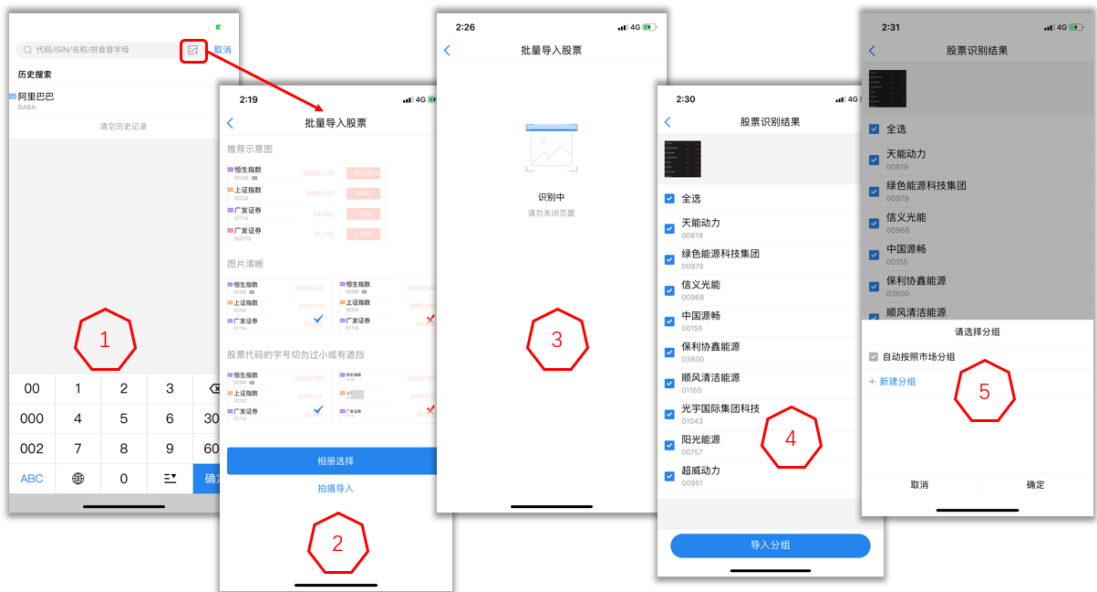 代码/ISIN/名称/拼音首字母
取消
历史搜索
阿里巴巴
BABA
清空历史记录
1
00 1 2 3
000 4 5 6 30
002 7 8 9 60
ABC 0 确
2:19 4G
批量导入股票
推荐示意图
恒生指数
上证指数
广发证券
01776
广发证券
000776
图片清晰
恒生指数 恒生指数
上证指数 上证指数
广发证券 广发证券
股票代码的字号切勿过小或有遮挡
恒生指数 恒生指数
上证指数
广发证券 广发证券
相册选择
拍摄导入
2
2:26 4G
批量导入股票
识别中
请勿关闭页面
3
2:30 4G
股票识别结果
全选
天能动力
00819
绿色能源科技集团
00979
信义光能
00968
中国源畅
00155
保利协鑫能源
03800
顺风清洁能源
01165
光宇国际集团科技
01043
阳光能源
00757
超威动力
00951
4
导入分组
2:31 4G
股票识别结果
全选
天能动力
00819
绿色能源科技集团
00979
信义光能
00968
中国源畅
00155
保利协鑫能源
03800
顺风清洁能源
请选择分组
自动按照市场分组
+ 新建分组
5
取消 确定